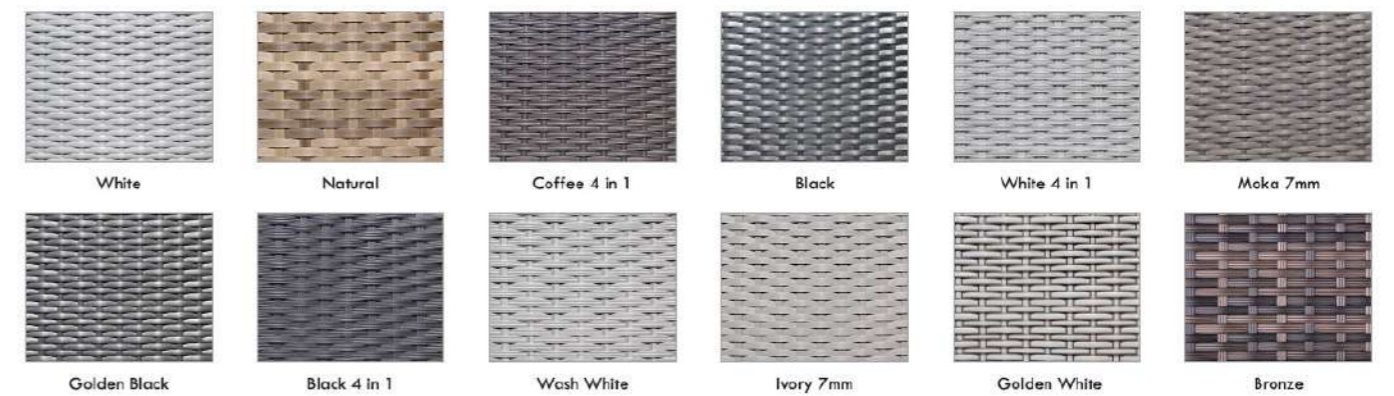 White
Natural
Coffee 4 in 1
Black
White 4 in 1
Moka 7mm
Golden Black
Black 4 in 1
Wash White
Ivory 7mm
Golden White
Bronze